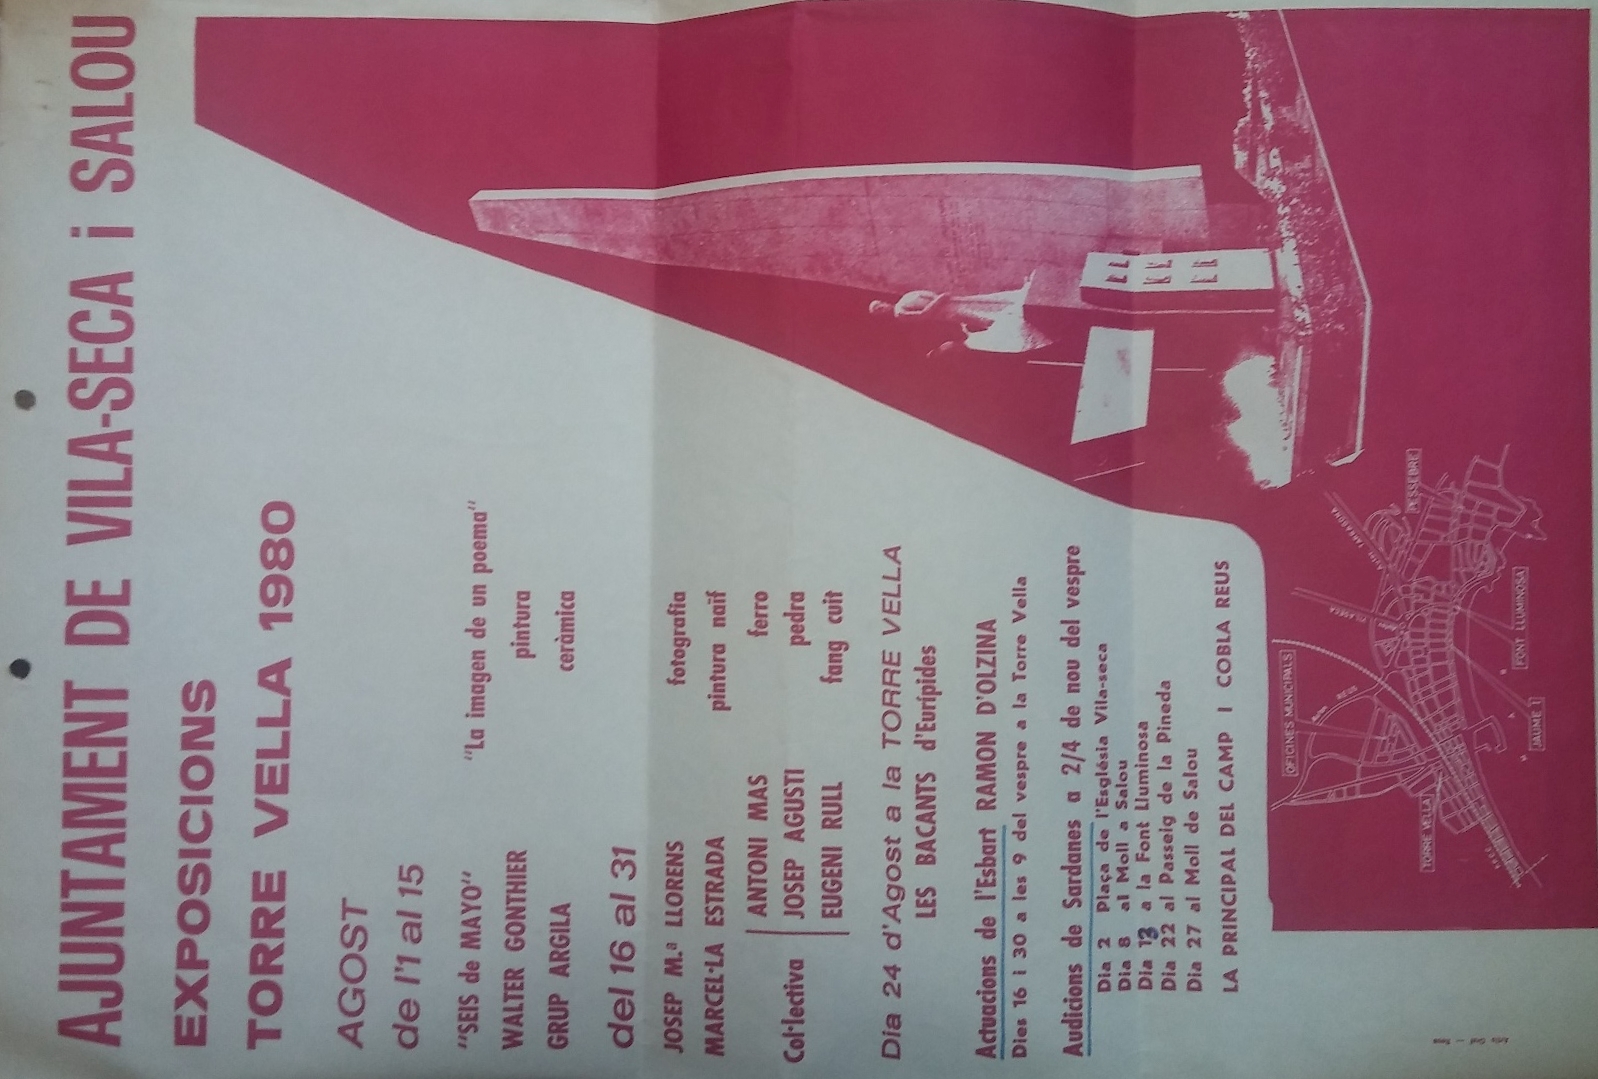 AJUNTAMENT DE VILA-SECA i SALOU
EXPOSICIONS
TORRE VELLA 1980
AGOST
de l'1 al 15
"SEIS de MAYO" "La imagen de un poema"
WALTER GONTHIER pintura
GRUP ARGILA ceràmica
del 16 al 31
JOSEP M.ª LLORENS fotografia
MARCEL·LA ESTRADA pintura naïf
ANTONI MAS ferro
Col·lectiva JOSEP AGUSTI pedra
EUGENI RULL fang cuit
Dia 24 d'Agost a la TORRE VELLA
LES BACANTS d'Eurípides
Actuacions de l'Esbart RAMON D'OLZINA
Dies 16 i 30 a les 9 del vespre a la Torre Vella
Audicions de Sardanes a 2/4 de nou del vespre
Dia 2 Plaça de l'Església Vila-seca
Dia 8 al Moll a Salou
Dia 13 a la Font Lluminosa
Dia 22 al Passeig de la Pineda
Dia 27 al Moll de Salou
LA PRINCIPAL DEL CAMP I COBLA REUS
OFICINES MUNICIPALS
REUS
TARRAGONA
PESSEBRE
TORRE VELLA
JAUME I
FONT LLUMINOSA